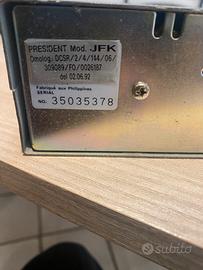 PRESIDENT Mod. JFK
Omolog. DCSR/2/4/144/06/
309089/FO/0026187
del 02.06.92
Fabriqué aux Philippines
SERIAL
NO. 35035378
subito